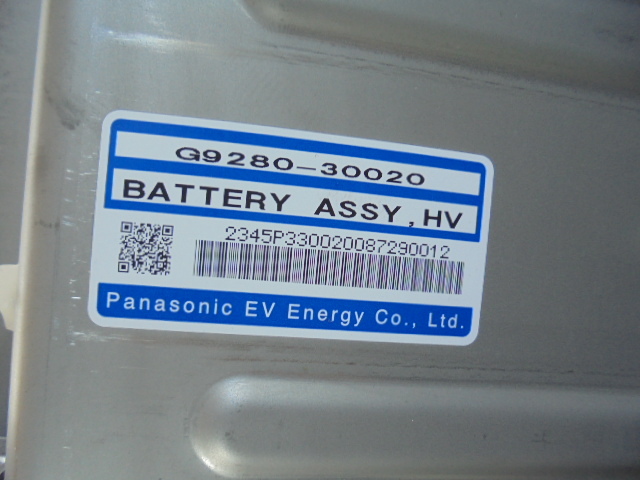 G9280-30020
BATTERY ASSY, HV
2345P330020087290012
Panasonic EV Energy Co., Ltd.